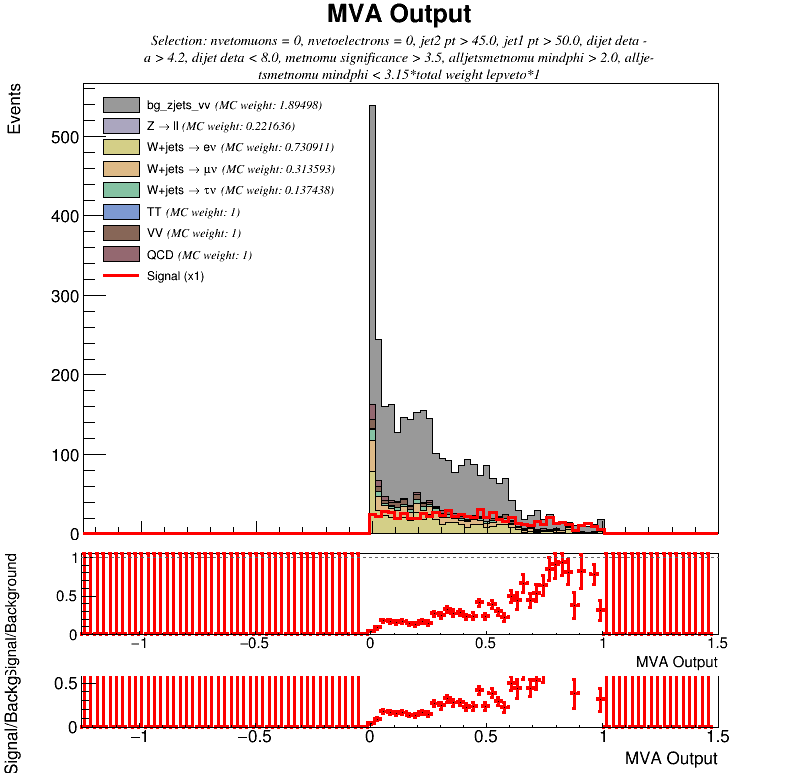 MVA Output
Selection: nvetomuons = 0, nvetoelectrons = 0, jet2 pt > 45.0, jet1 pt > 50.0, dijet deta -
a > 4.2, dijet deta < 8.0, metnomu significance > 3.5, alljetsmetnomu mindphi > 2.0, allje-
tsmetnomu mindphi < 3.15*total weight lepveto*1
Events
bg_zjets_vv (MC weight: 1.89498)
Z → ll (MC weight: 0.221636)
W+jets → eν (MC weight: 0.730911)
W+jets → μν (MC weight: 0.313593)
W+jets → τν (MC weight: 0.137438)
TT (MC weight: 1)
VV (MC weight: 1)
QCD (MC weight: 1)
Signal (x1)
500
400
300
200
100
0
Signal/Background
1
0.5
0
−1 −0.5 0 0.5 1 1.5
MVA Output
Signal/Backg
0.5
0
−1 −0.5 0 0.5 1 1.5
MVA Output